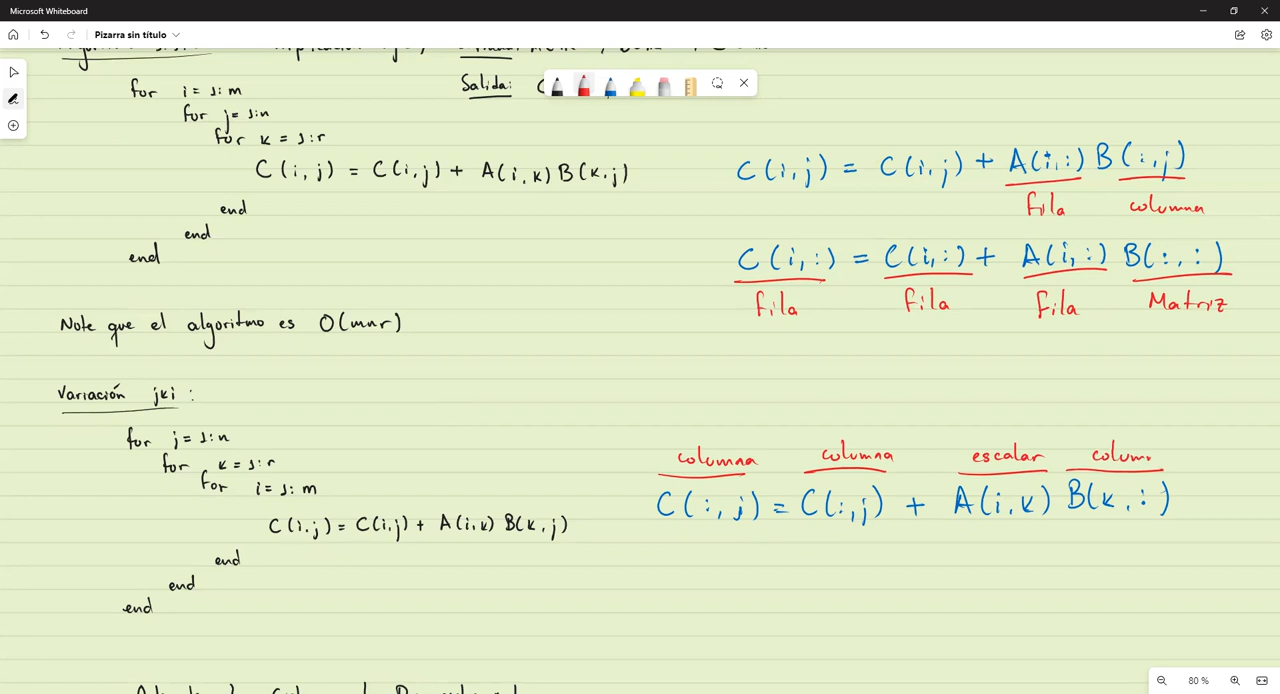 Microsoft Whiteboard
Pizarra sin título
Salida: C
for i = 1:m
for j = 1:n
for k = 1:r
C(i,j) = C(i,j) + A(i,k) B(k,j)
end
end
end
C(i,j) = C(i,j) + A(i,:) B(:,j)
fila columna
C(i,:) = C(i,:) + A(i,:) B(:,:)
fila fila fila Matriz
Note que el algoritmo es O(mnr)
Variación jki :
for j = 1:n
for k = 1:r
for i = 1:m
C(i,j) = C(i,j) + A(i,k) B(k,j)
end
end
end
columna columna escalar colum
C(:,j) = C(:,j) + A(i,k) B(k,:)
80 %